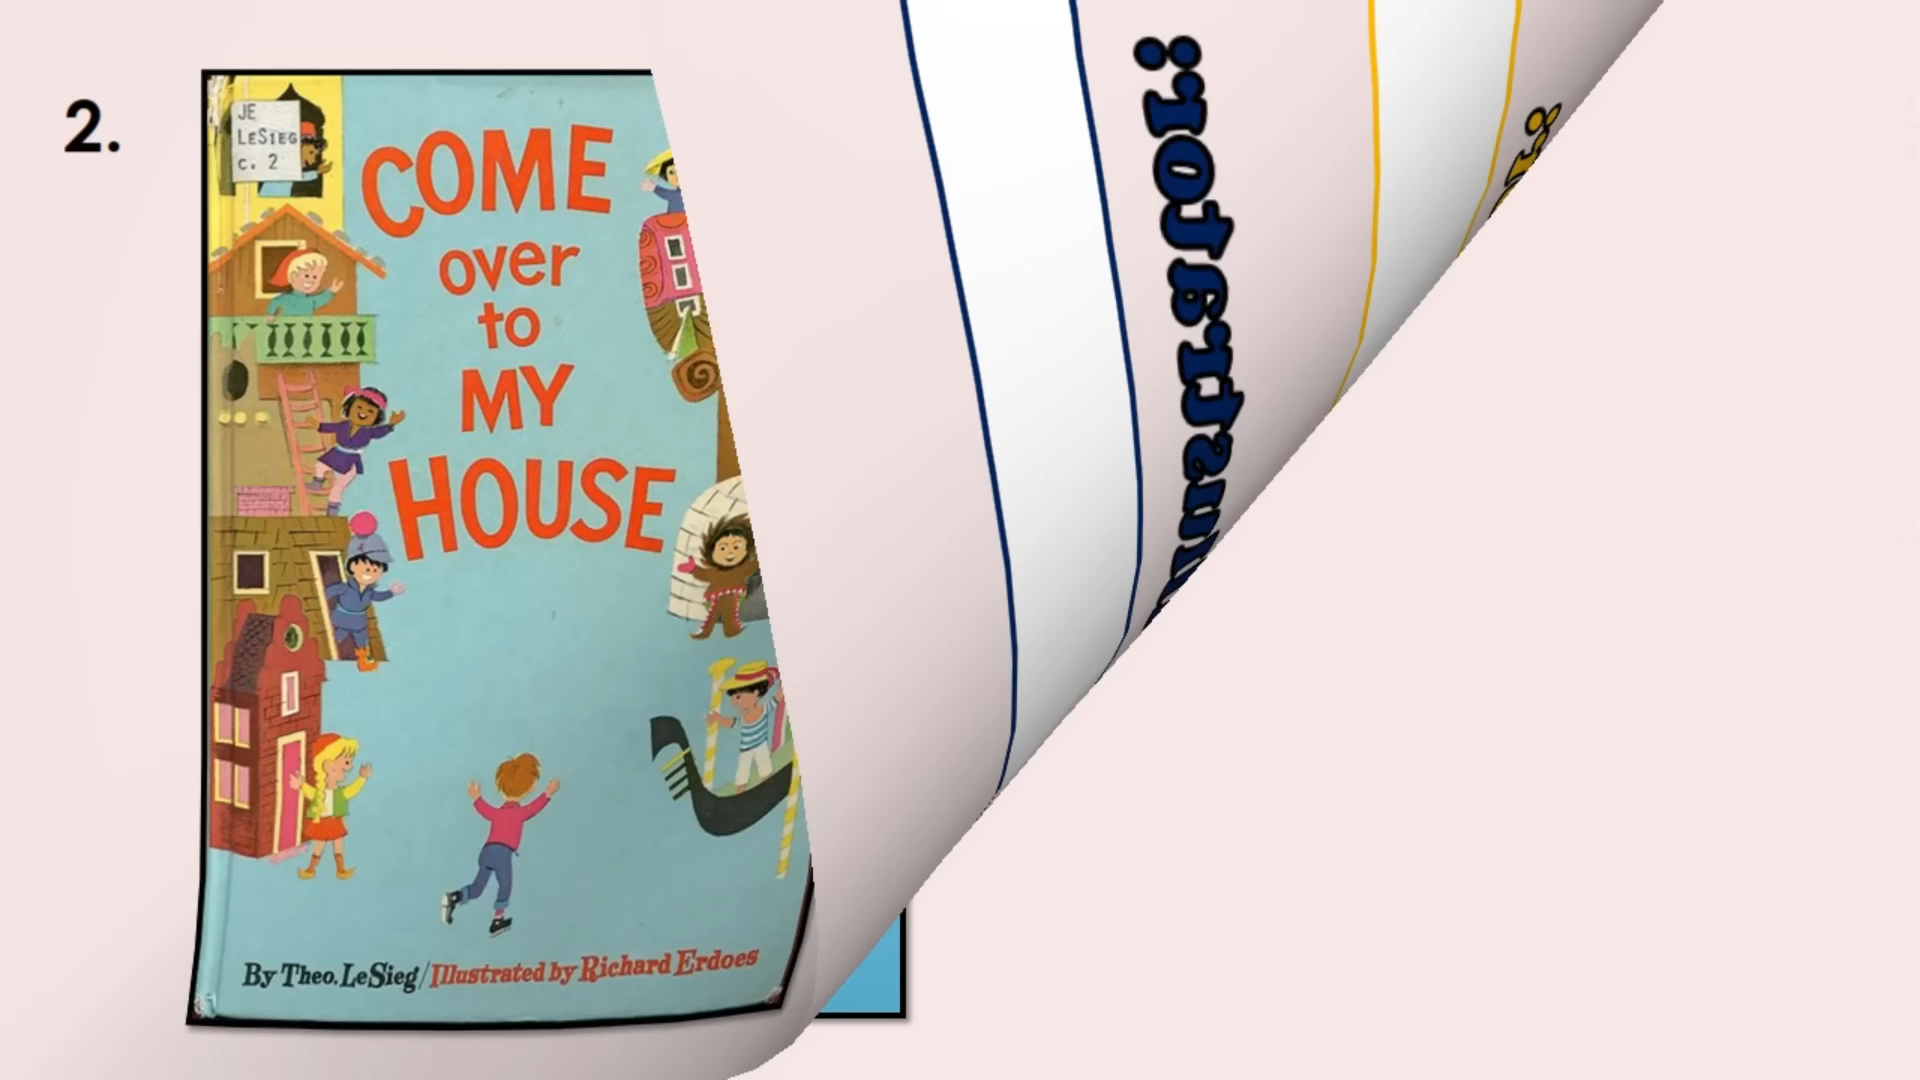 2.
JE
LESIEG
c. 2
COME
over
to
MY
HOUSE
By Theo. LeSieg/Illustrated by Richard Erdoes